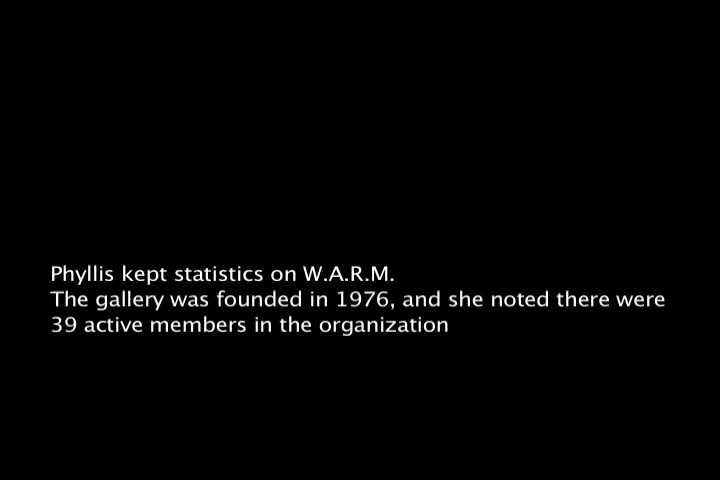 Phyllis kept statistics on W.A.R.M.
The gallery was founded in 1976, and she noted there were
39 active members in the organization